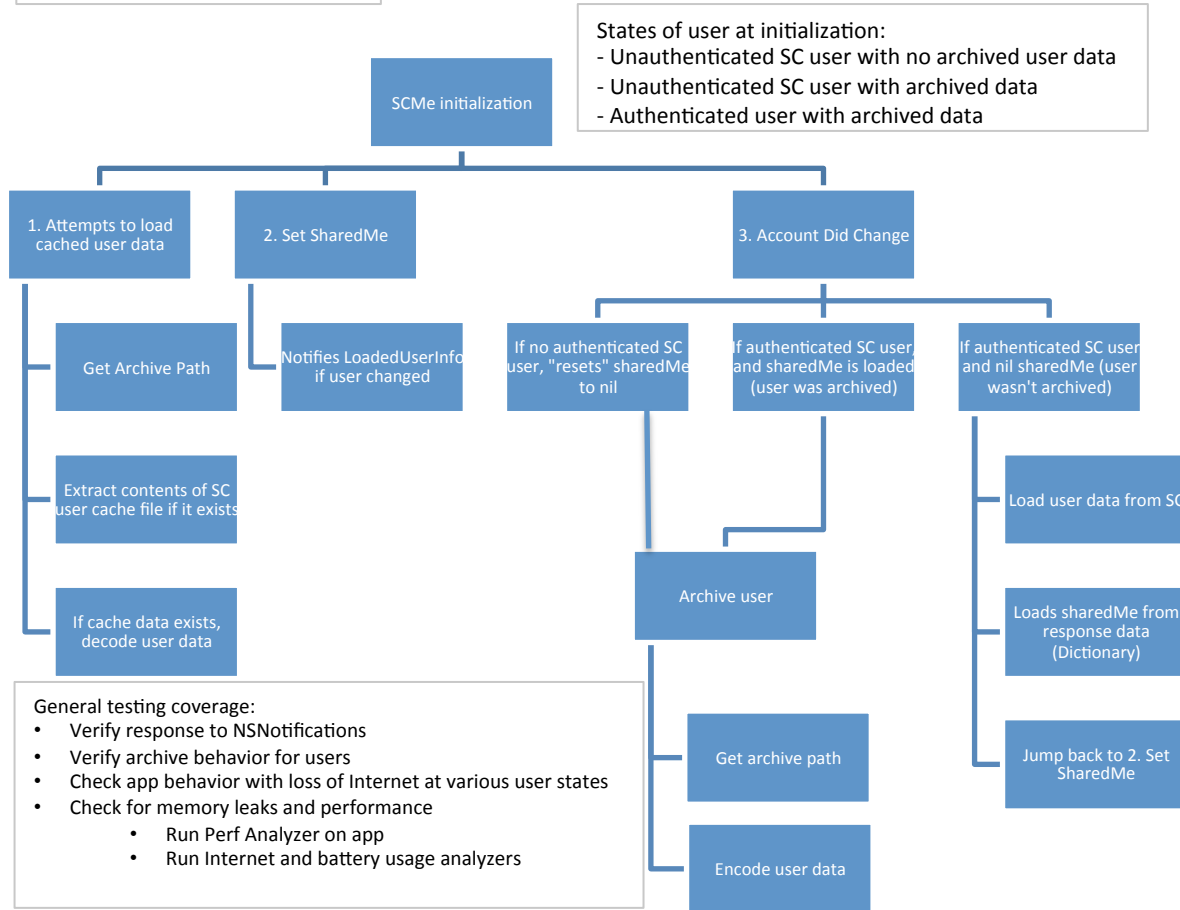 States of user at initialization:
- Unauthenticated SC user with no archived user data
- Unauthenticated SC user with archived data
- Authenticated user with archived data
SCMe initialization
1. Attempts to load
cached user data
2. Set SharedMe
3. Account Did Change
Get Archive Path
Notifies LoadedUserInfo
if user changed
If no authenticated SC
user, "resets" sharedMe
to nil
If authenticated SC user,
and sharedMe is loaded
(user was archived)
If authenticated SC user
and nil sharedMe (user
wasn't archived)
Extract contents of SC
user cache file if it exists
Load user data from SC
If cache data exists,
decode user data
Archive user
Loads sharedMe from
response data
(Dictionary)
General testing coverage:
• Verify response to NSNotifications
• Verify archive behavior for users
• Check app behavior with loss of Internet at various user states
• Check for memory leaks and performance
• Run Perf Analyzer on app
• Run Internet and battery usage analyzers
Get archive path
Jump back to 2. Set
SharedMe
Encode user data